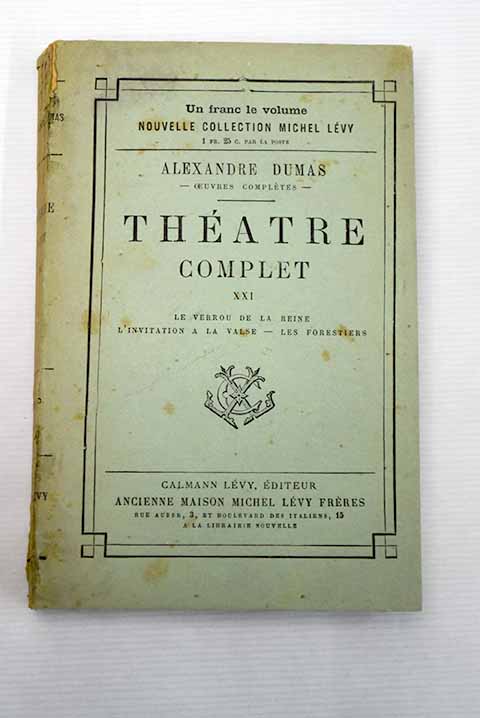 Un franc le volume
NOUVELLE COLLECTION MICHEL LÉVY
1 FR. 25 C. PAR LA POSTE
ALEXANDRE DUMAS
— ŒUVRES COMPLÈTES —
THÉATRE
COMPLET
XXI
LE VERROU DE LA REINE
L'INVITATION A LA VALSE — LES FORESTIERS
CALMANN LÉVY, ÉDITEUR
ANCIENNE MAISON MICHEL LÉVY FRÈRES
RUE AUBER, 3, ET BOULEVARD DES ITALIENS, 15
A LA LIBRAIRIE NOUVELLE